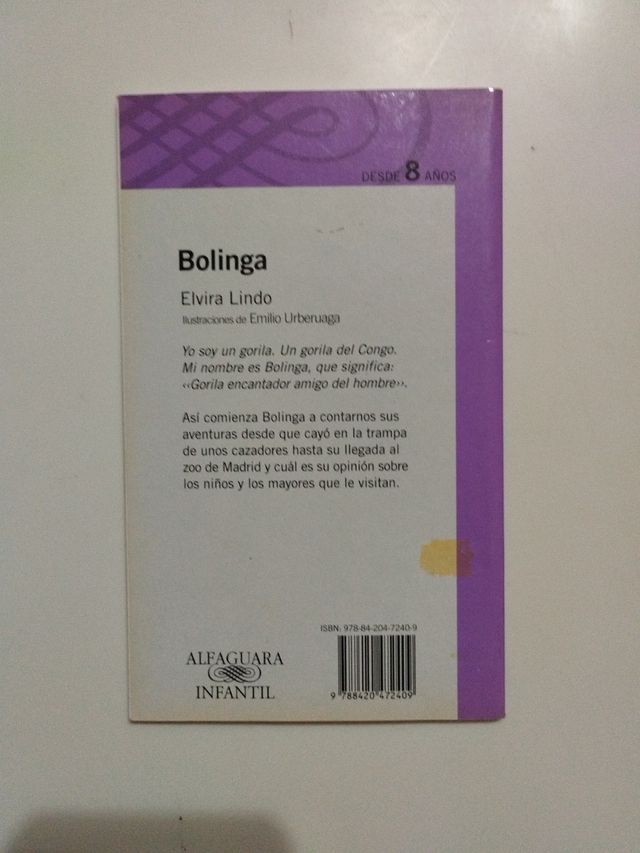 DESDE 8 AÑOS
Bolinga
Elvira Lindo
Ilustraciones de Emilio Urberuaga
Yo soy un gorila. Un gorila del Congo.
Mi nombre es Bolinga, que significa:
‹‹Gorila encantador amigo del hombre››.
Así comienza Bolinga a contarnos sus
aventuras desde que cayó en la trampa
de unos cazadores hasta su llegada al
zoo de Madrid y cuál es su opinión sobre
los niños y los mayores que le visitan.
ISBN: 978-84-204-7240-9
9 788420 472409
ALFAGUARA
INFANTIL